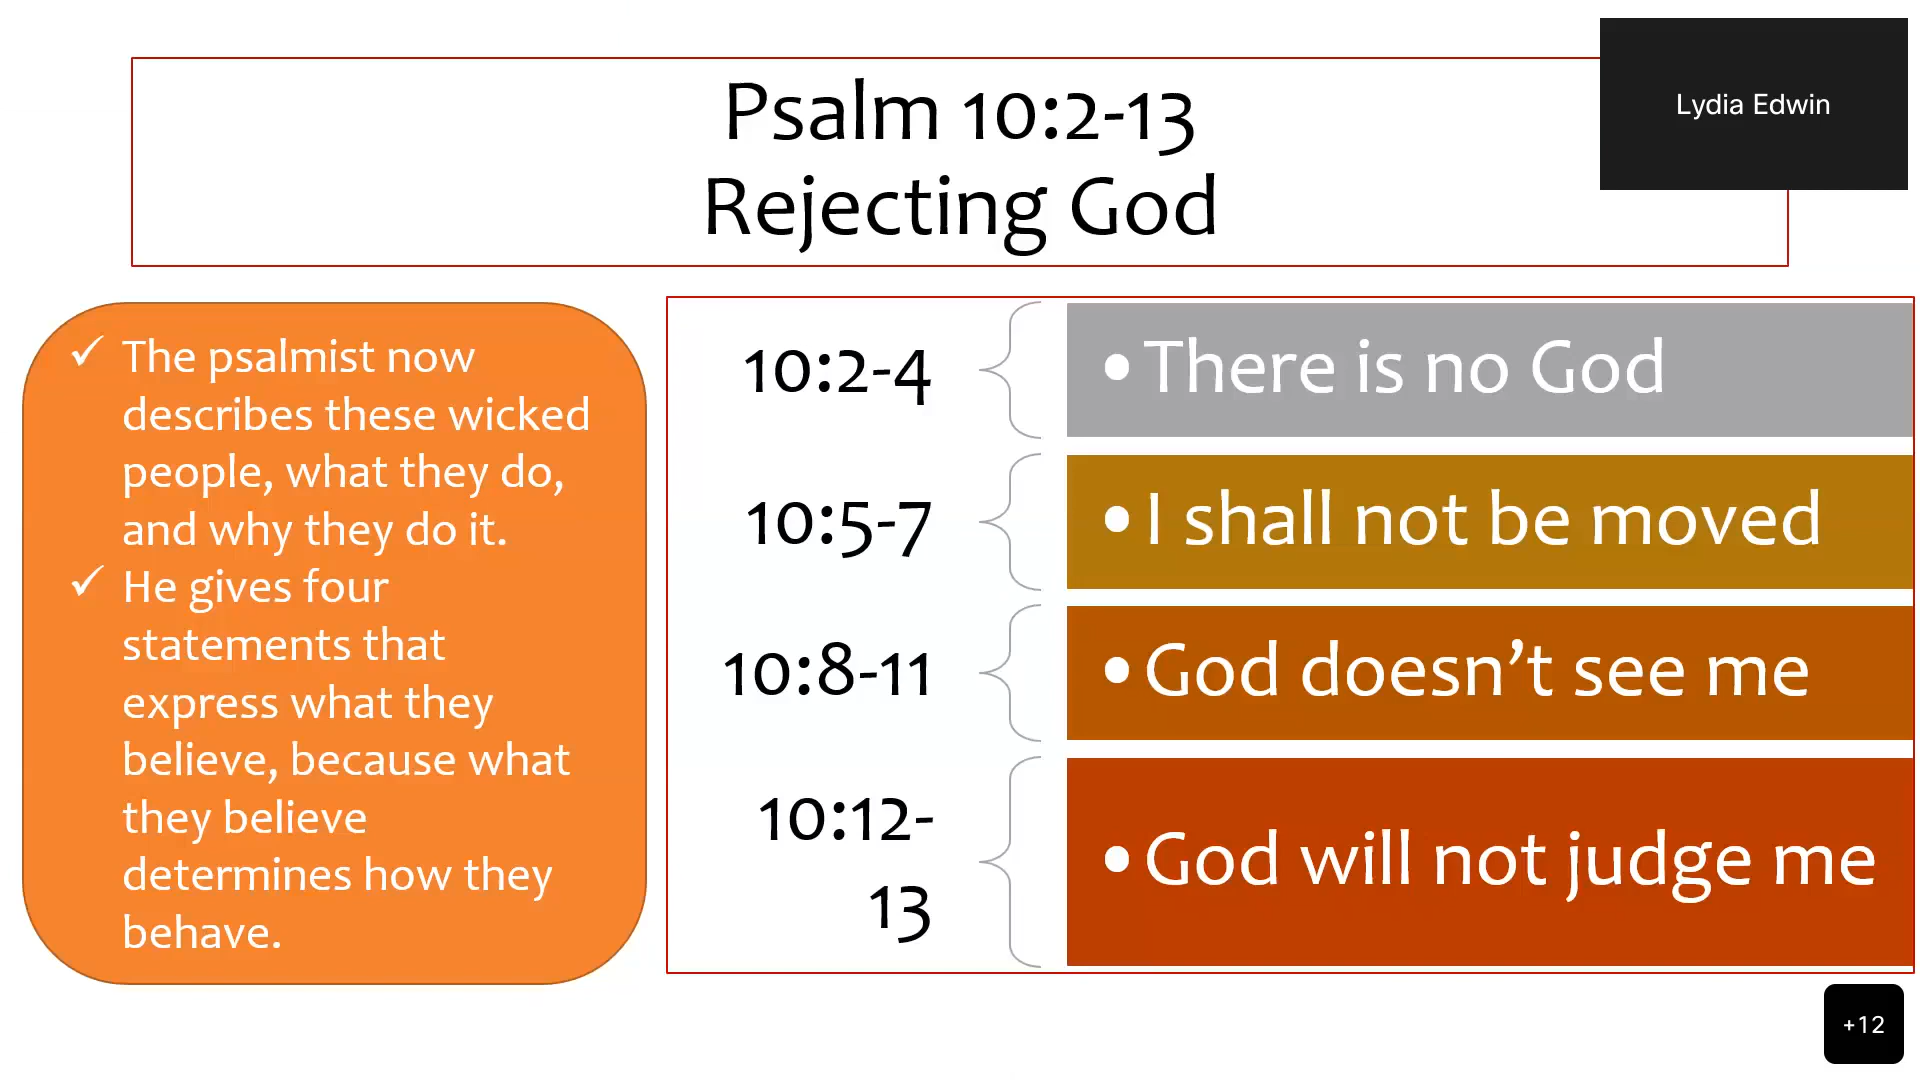 Psalm 10:2-13
Rejecting God
Lydia Edwin
✓ The psalmist now
describes these wicked
people, what they do,
and why they do it.
✓ He gives four
statements that
express what they
believe, because what
they believe
determines how they
behave.
10:2-4
• There is no God
10:5-7
• I shall not be moved
10:8-11
• God doesn’t see me
10:12-
13
• God will not judge me
+12